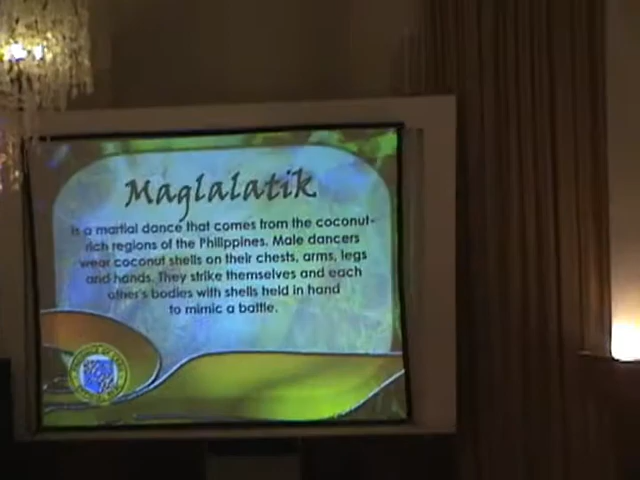 Maglalatik
Is a martial dance that comes from the coconut-
rich regions of the Philippines. Male dancers
wear coconut shells on their chests, arms, legs
and hands. They strike themselves and each
other's bodies with shells held in hand
to mimic a battle.